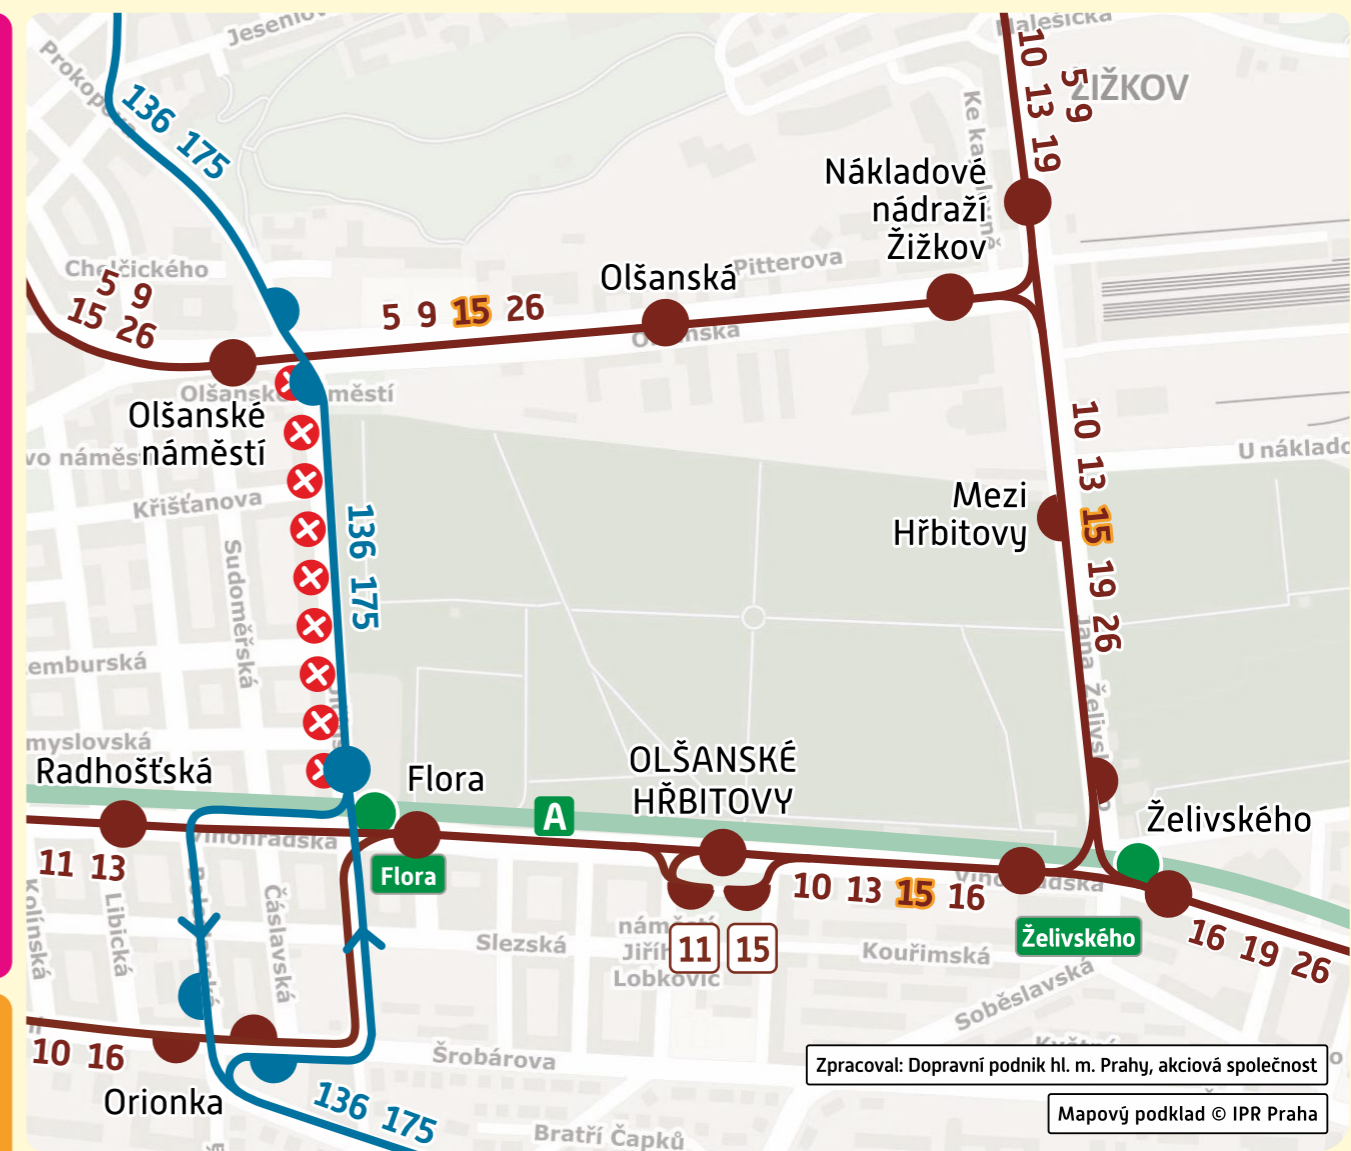 Jeseniova
Malešická
Prokopova
136 175
10 13 19
5 9
ŽIŽKOV
Nákladové
nádraží
Žižkov
Chelčického
5 9
15 26
5 9 15 26
Olšanská
Pitterova
Olšanská
Olšanské náměstí
Olšanské
náměstí
Křišťanova
136 175
Sudoměřská
Mezi
Hřbitovy
10 13 15 19 26
U náklado
Jana Želivského
emburská
myslovská
Radhošťská
Flora
OLŠANSKÉ
HŘBITOVY
Želivského
A
Vinohradská
11 13
Flora
10 13 15 16
Vinohradská
Želivského
16 19 26
Kolínská
Libická
Čáslavská
Slezská
náměstí
Jiřího
Lobkovic
11 15
Kouřimská
Soběslavská
10 16
Šrobárova
Orionka
136 175
Bratří Čapků
Zpracoval: Dopravní podnik hl. m. Prahy, akciová společnost
Mapový podklad © IPR Praha